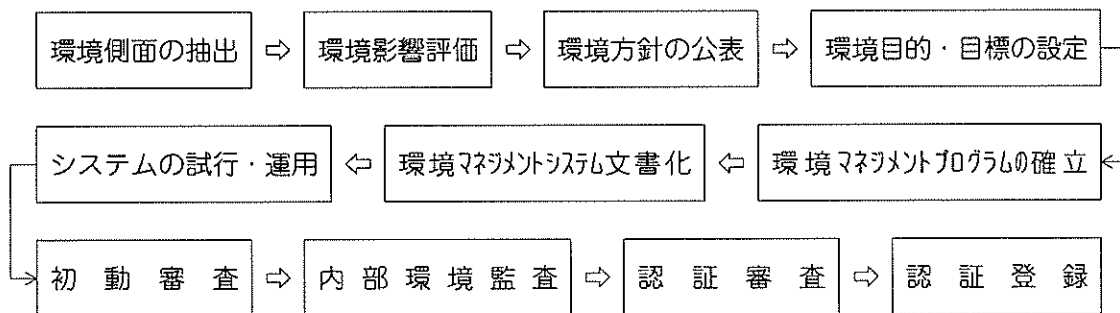 環境側面の抽出 ⇨ 環境影響評価 ⇨ 環境方針の公表 ⇨ 環境目的・目標の設定
システムの試行・運用 ⇦ 環境マネジメントシステム文書化 ⇦ 環境マネジメントプログラムの確立
初動審査 ⇨ 内部環境監査 ⇨ 認証審査 ⇨ 認証登録